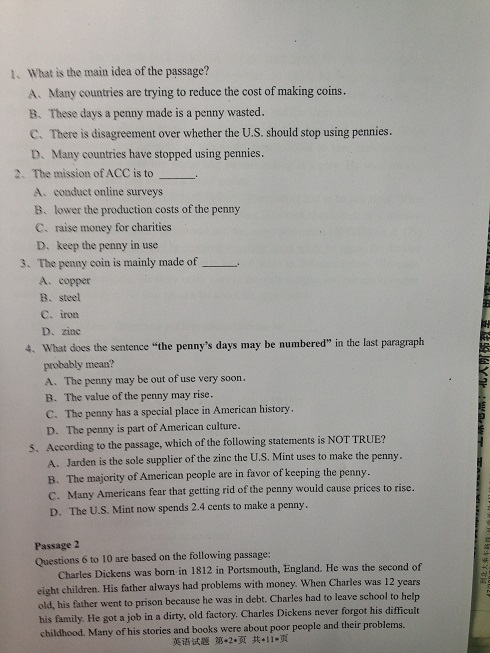 1、What is the main idea of the passage?
A、Many countries are trying to reduce the cost of making coins.
B、These days a penny made is a penny wasted.
C、There is disagreement over whether the U.S. should stop using pennies.
D、Many countries have stopped using pennies.
2、The mission of ACC is to ______.
A、conduct online surveys
B、lower the production costs of the penny
C、raise money for charities
D、keep the penny in use
3、The penny coin is mainly made of ______.
A、copper
B、steel
C、iron
D、zinc
4、What does the sentence “the penny’s days may be numbered” in the last paragraph
probably mean?
A、The penny may be out of use very soon.
B、The value of the penny may rise.
C、The penny has a special place in American history.
D、The penny is part of American culture.
5、According to the passage, which of the following statements is NOT TRUE?
A、Jarden is the sole supplier of the zinc the U.S. Mint uses to make the penny.
B、The majority of American people are in favor of keeping the penny.
C、Many Americans fear that getting rid of the penny would cause prices to rise.
D、The U.S. Mint now spends 2.4 cents to make a penny.
Passage 2
Questions 6 to 10 are based on the following passage:
Charles Dickens was born in 1812 in Portsmouth, England. He was the second of
eight children. His father always had problems with money. When Charles was 12 years
old, his father went to prison because he was in debt. Charles had to leave school to help
his family. He got a job in a dirty, old factory. Charles Dickens never forgot his difficult
childhood. Many of his stories and books were about poor people and their problems.
英语试题 第•2•页 共•11•页